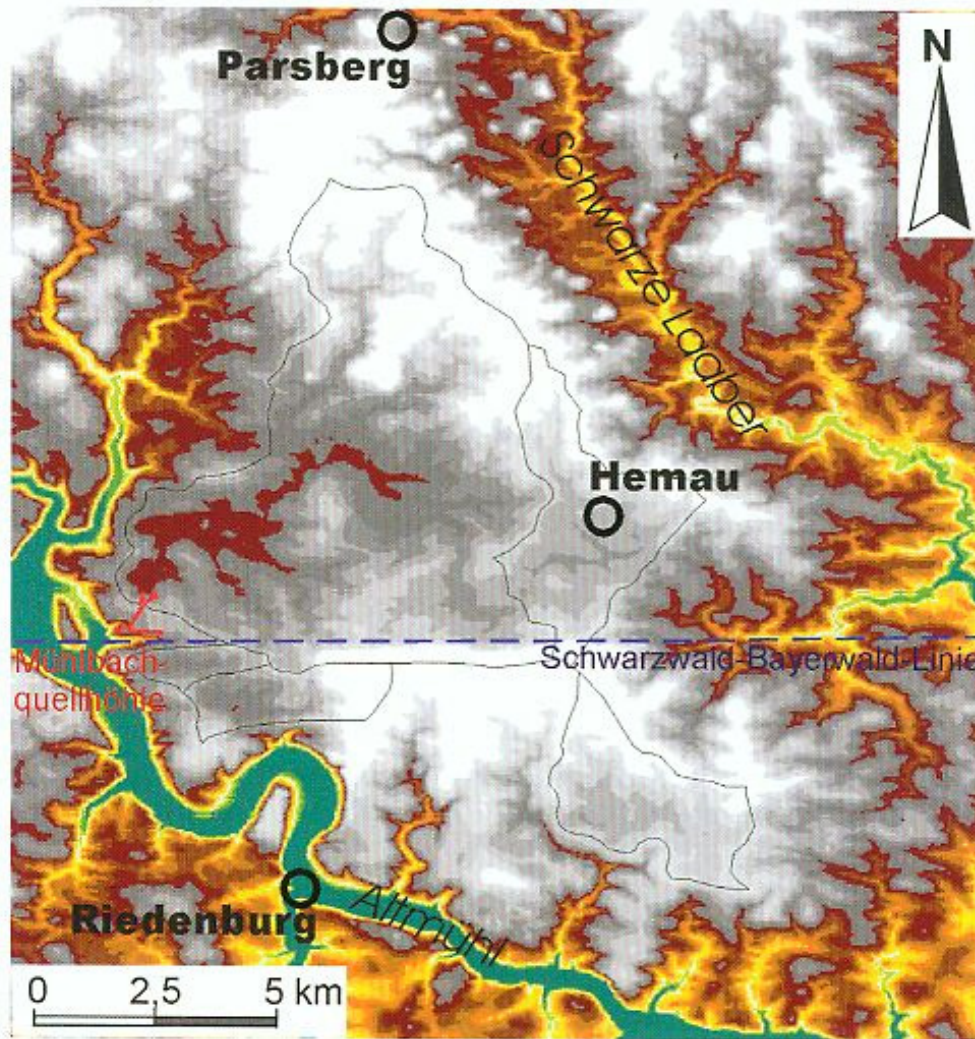 N
Parsberg
Schwarze Laaber
Hemau
Schwarzwald-Bayerwald-Linie
Mühlbach-
quellhöhle
Riedenburg
Altmühl
0 2,5 5 km